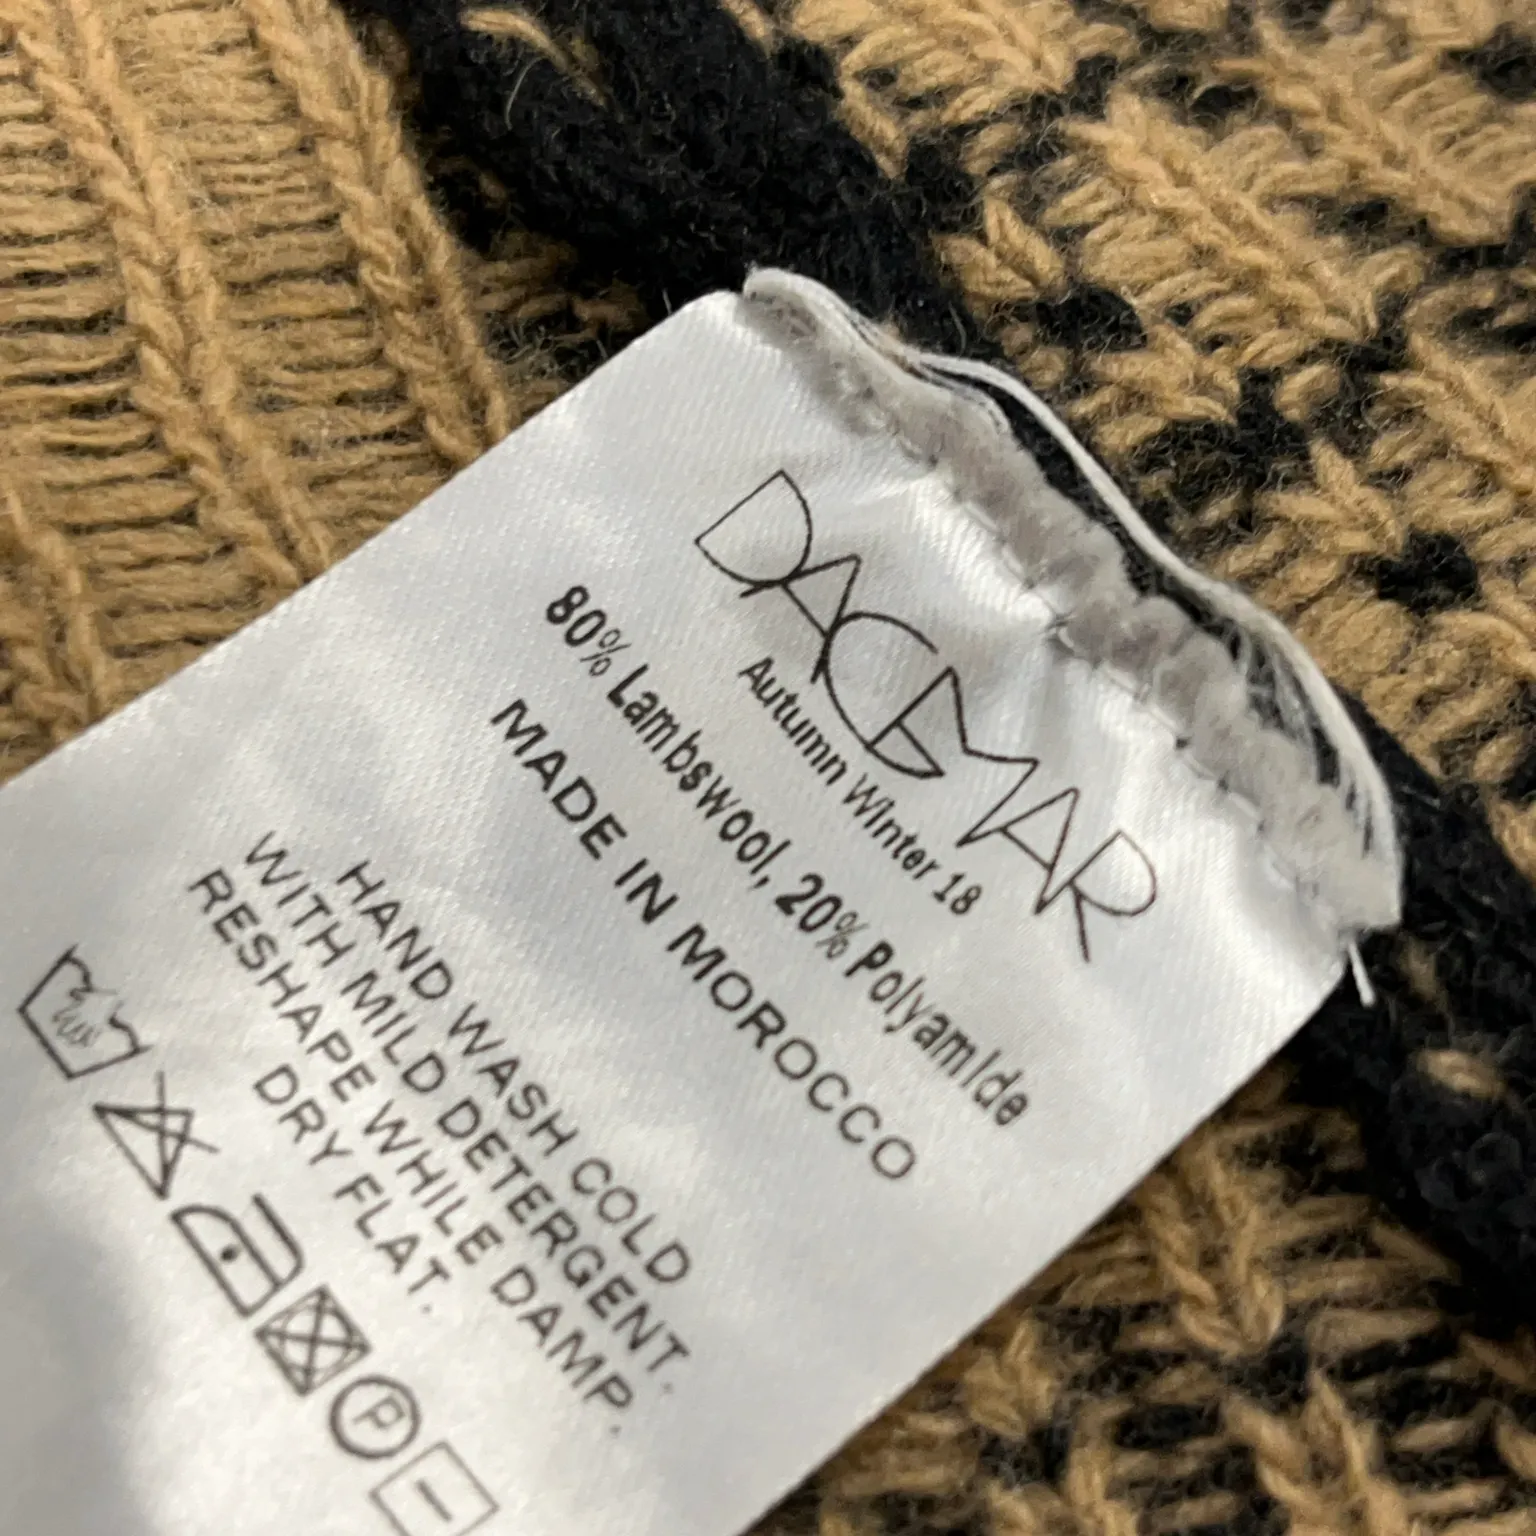 DAGMAR
Autumn Winter 18
80% Lambswool, 20% Polyamide
MADE IN MOROCCO
HAND WASH COLD
WITH MILD DETERGENT.
RESHAPE WHILE DAMP.
DRY FLAT.
P